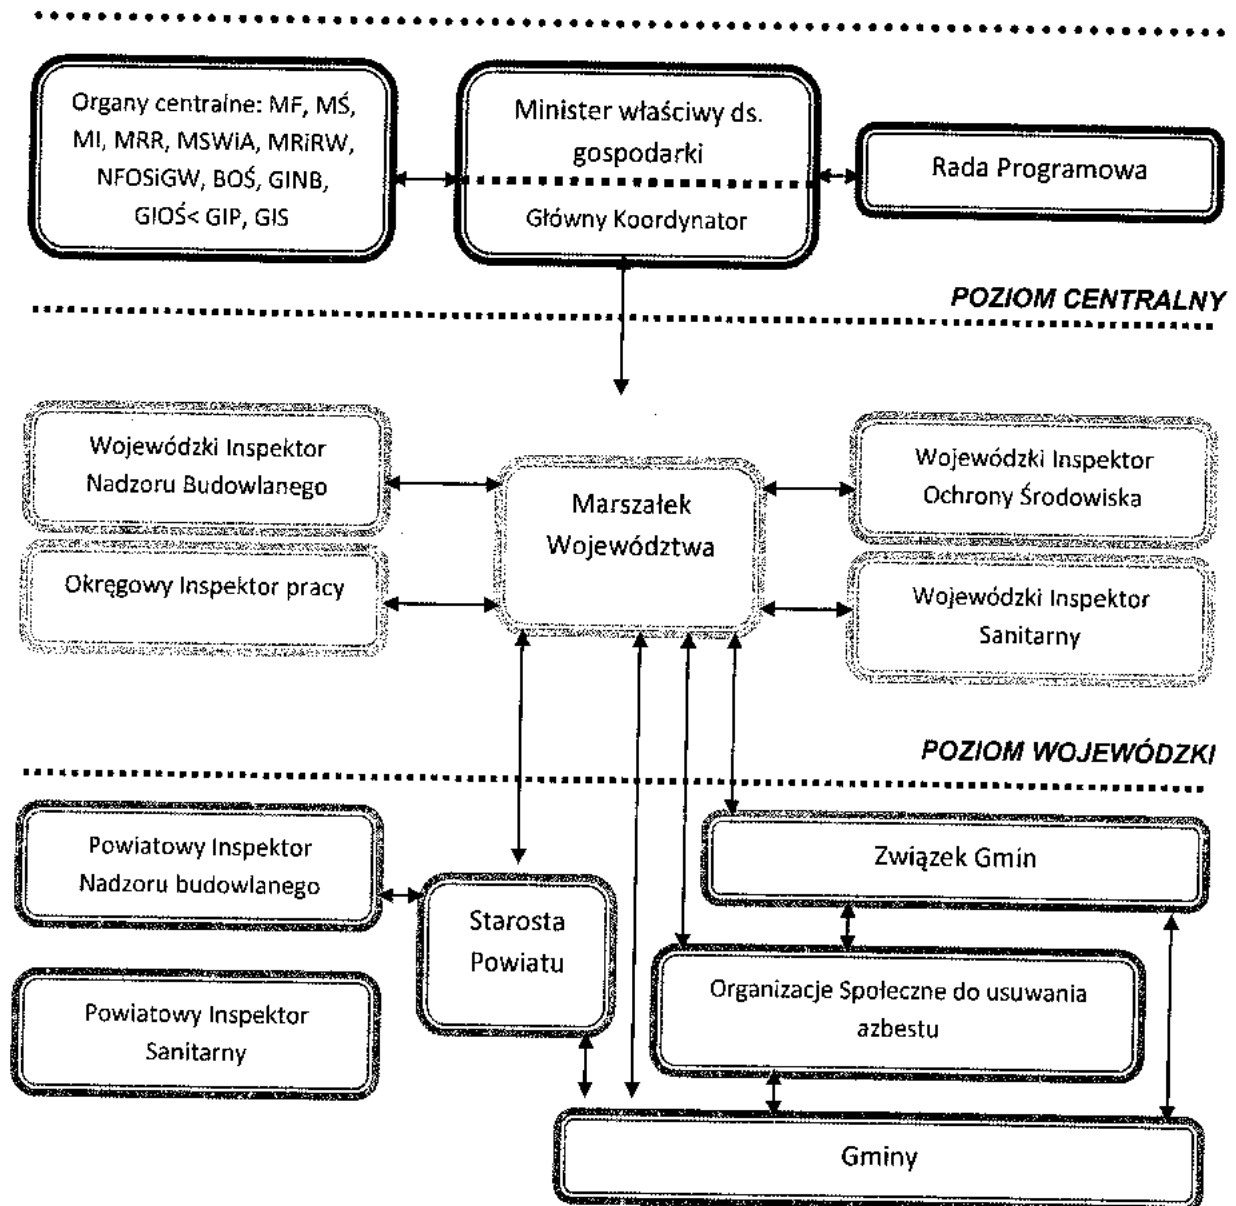 Organy centralne: MF, MŚ,
MI, MRR, MSWiA, MRiRW,
NFOSiGW, BOŚ, GINB,
GIOŚ< GIP, GIS
Minister właściwy ds.
gospodarki
Główny Koordynator
Rada Programowa
POZIOM CENTRALNY
Wojewódzki Inspektor
Nadzoru Budowlanego
Okręgowy Inspektor pracy
Marszałek
Województwa
Wojewódzki Inspektor
Ochrony Środowiska
Wojewódzki Inspektor
Sanitarny
POZIOM WOJEWÓDZKI
Powiatowy Inspektor
Nadzoru budowlanego
Powiatowy Inspektor
Sanitarny
Starosta
Powiatu
Związek Gmin
Organizacje Społeczne do usuwania
azbestu
Gminy